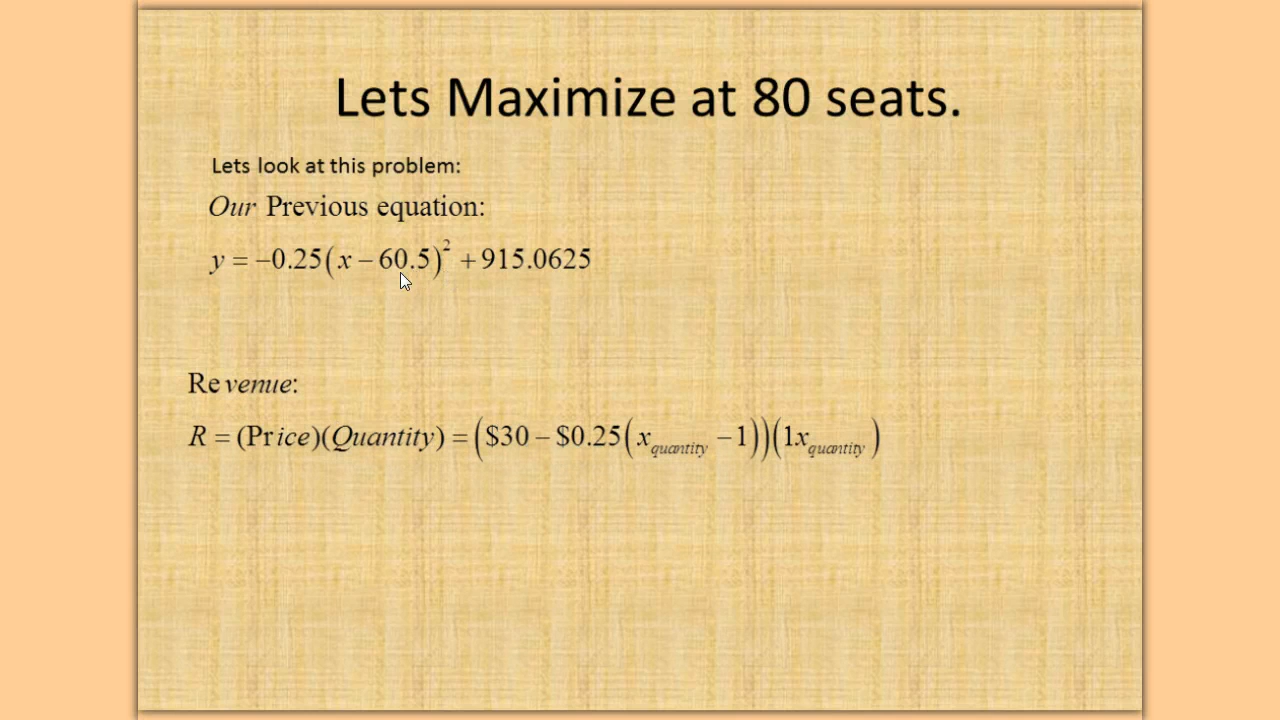 Lets Maximize at 80 seats.
Lets look at this problem:
Our Previous equation:
y = −0.25(x − 60.5)² + 915.0625
Revenue:
R = (Price)(Quantity) = ($30 − $0.25(x_quantity − 1))(1x_quantity)